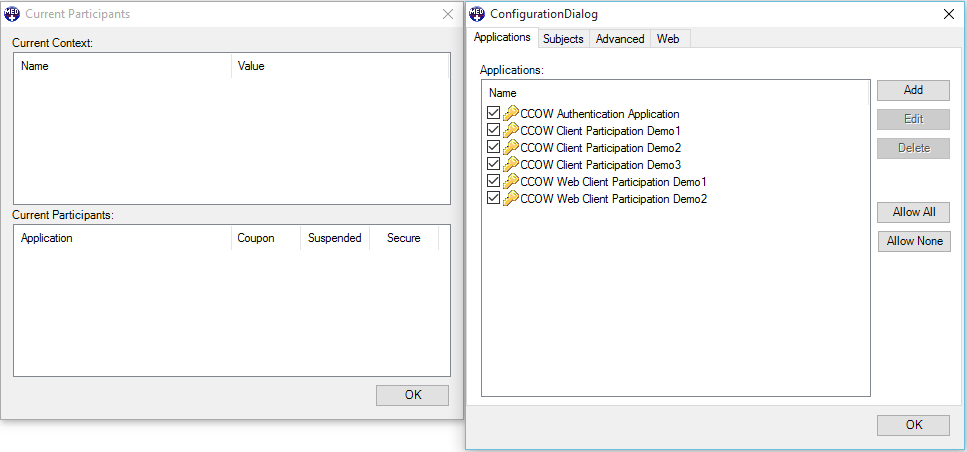 MED
Current Participants
Current Context:
Name Value
Current Participants:
Application Coupon Suspended Secure
OK
MED
ConfigurationDialog
Applications Subjects Advanced Web
Applications:
Name
CCOW Authentication Application
CCOW Client Participation Demo1
CCOW Client Participation Demo2
CCOW Client Participation Demo3
CCOW Web Client Participation Demo1
CCOW Web Client Participation Demo2
Add
Edit
Delete
Allow All
Allow None
OK